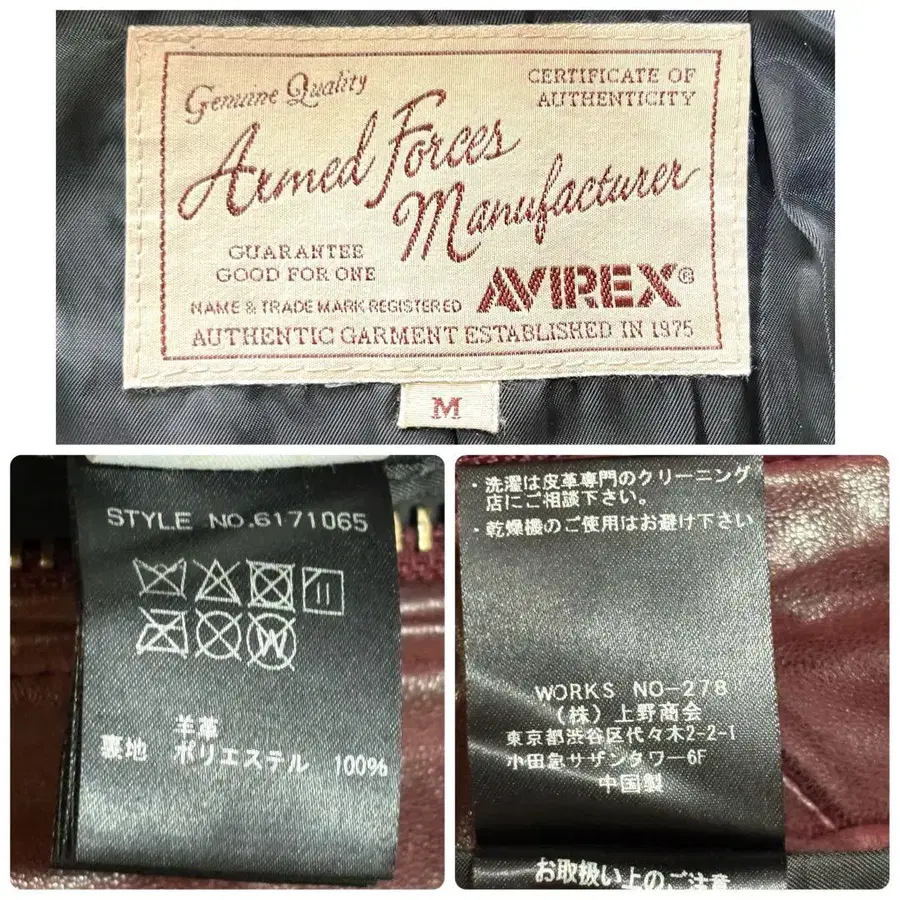 Genuine Quality
CERTIFICATE OF
AUTHENTICITY
Armed Forces
Manufacturer
GUARANTEE
GOOD FOR ONE
AVIREX®
NAME & TRADE MARK REGISTERED
AUTHENTIC GARMENT ESTABLISHED IN 1975
M
STYLE NO.6171065
W
羊革
裏地 ポリエステル 100%
・洗濯は皮革専門のクリーニング
店にご相談下さい。
・乾燥機のご使用はお避け下さい
WORKS NO-278
(株)上野商会
東京都渋谷区代々木2-2-1
小田急サザンタワー6F
中国製
お取扱い上のご注意